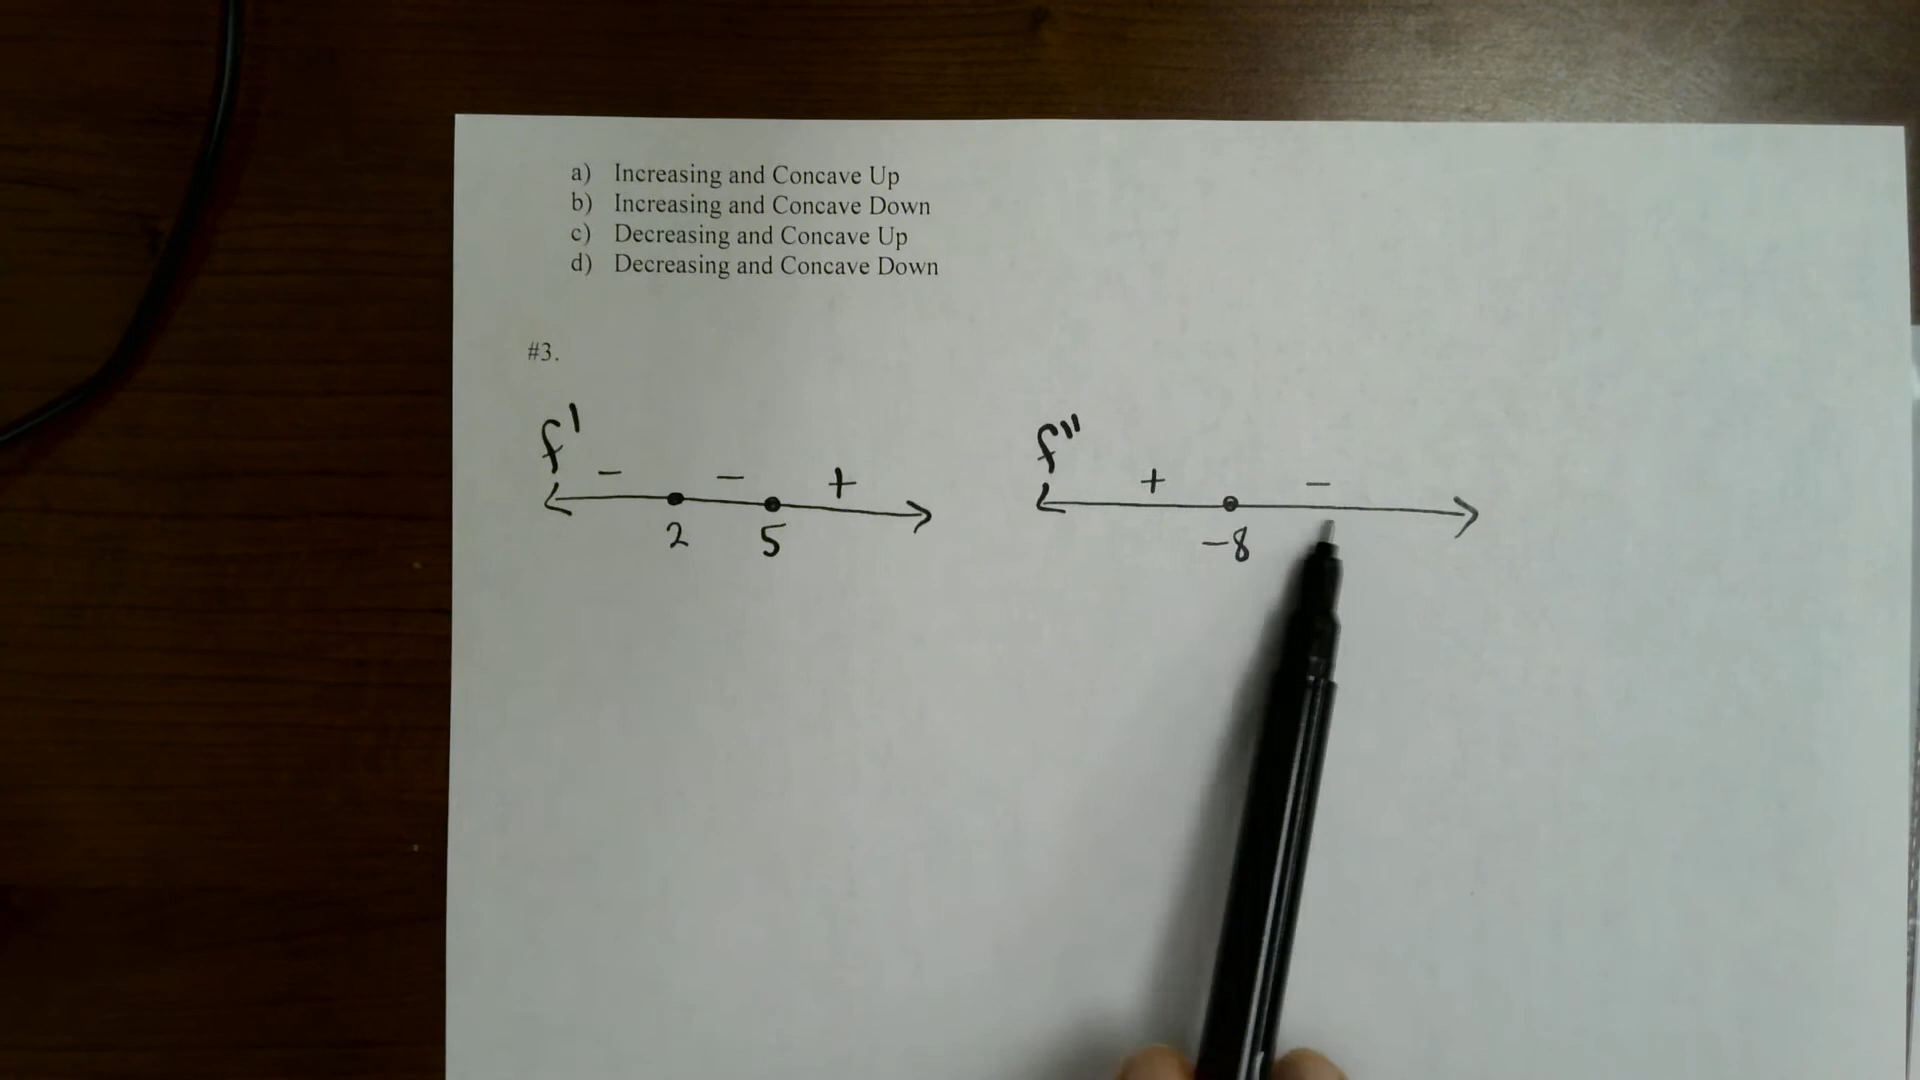 a) Increasing and Concave Up
b) Increasing and Concave Down
c) Decreasing and Concave Up
d) Decreasing and Concave Down
#3.
f' f"
- - + + -
2 5 -8